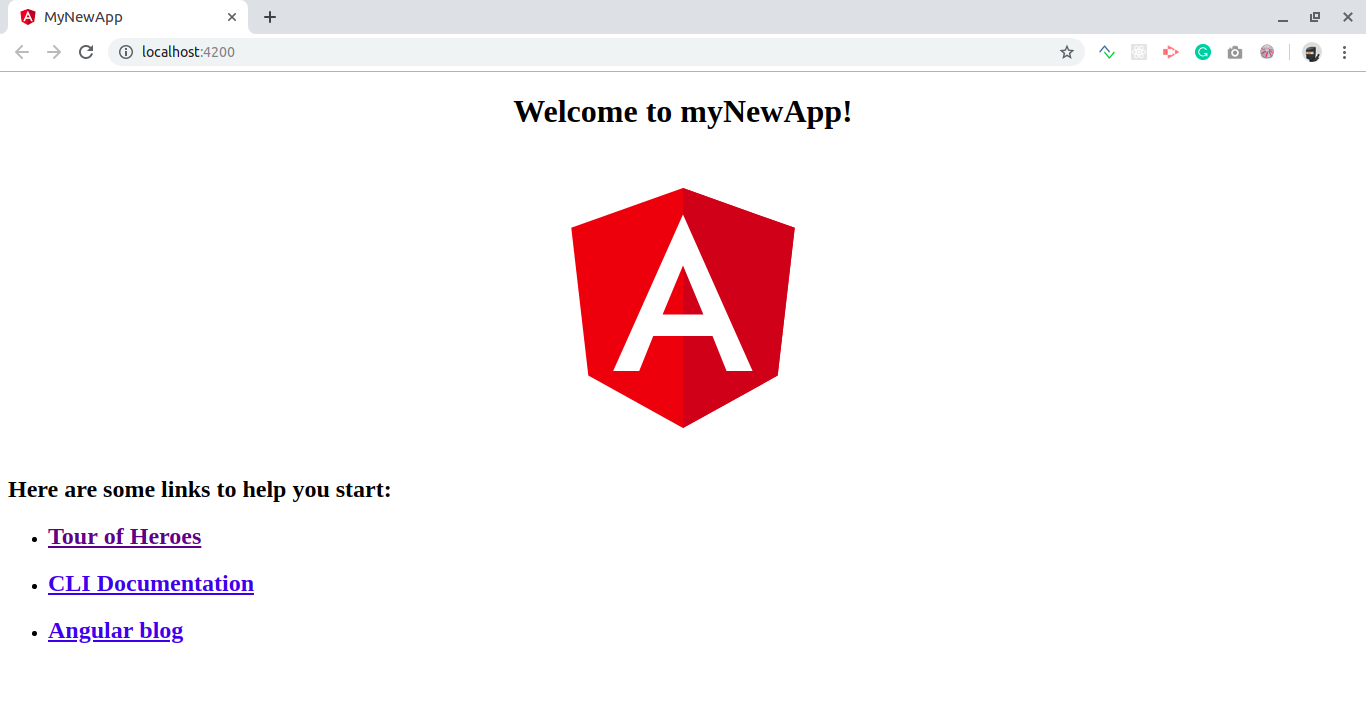 MyNewApp
localhost:4200
Welcome to myNewApp!
A
Here are some links to help you start:
Tour of Heroes
CLI Documentation
Angular blog